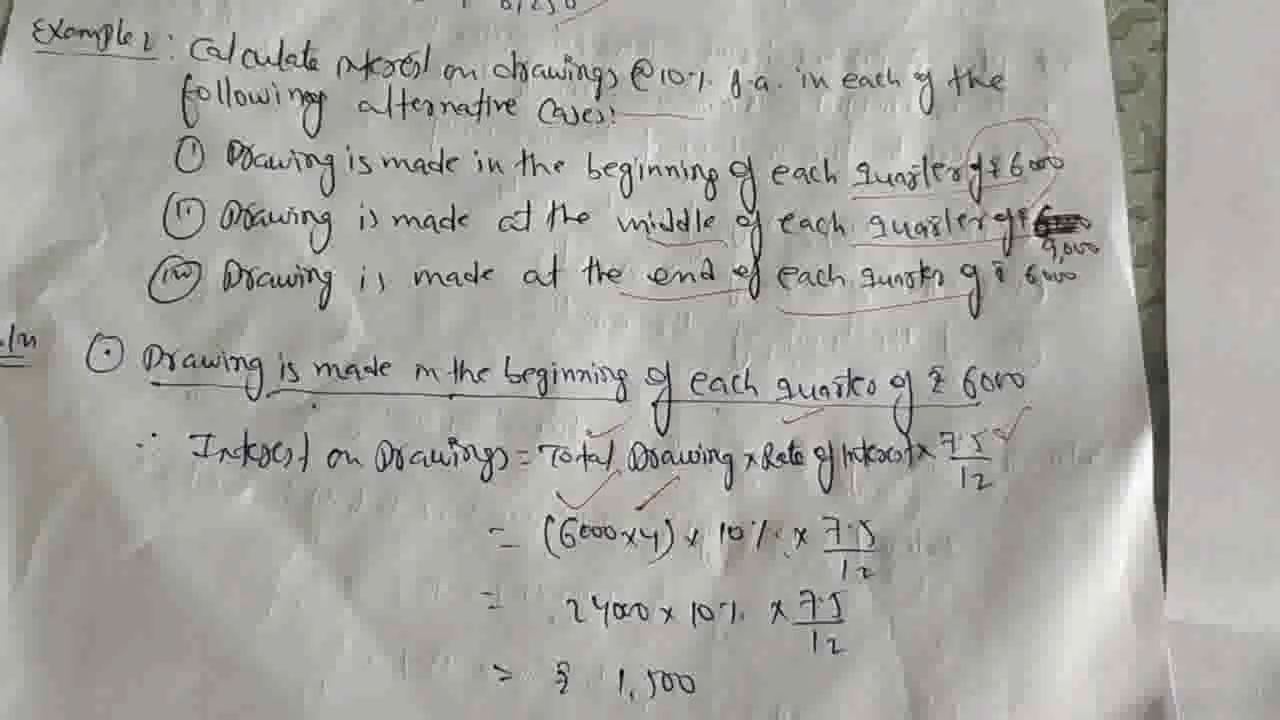 Example 2: Calculate interest on drawings @ 10% p.a. in each of the
following alternative cases:
(i) Drawing is made in the beginning of each quarter of ₹ 6000
(ii) Drawing is made at the middle of each quarter of ₹
9,000
(iii) Drawing is made at the end of each quarter of ₹ 6000
Drawing is made in the beginning of each quarter of ₹ 6000
∴ Interest on Drawings = Total Drawing × Rate of Interest × 7.5/12
= (6000×4) × 10% × 7.5/12
= 24000 × 10% × 7.5/12
= ₹ 1,500